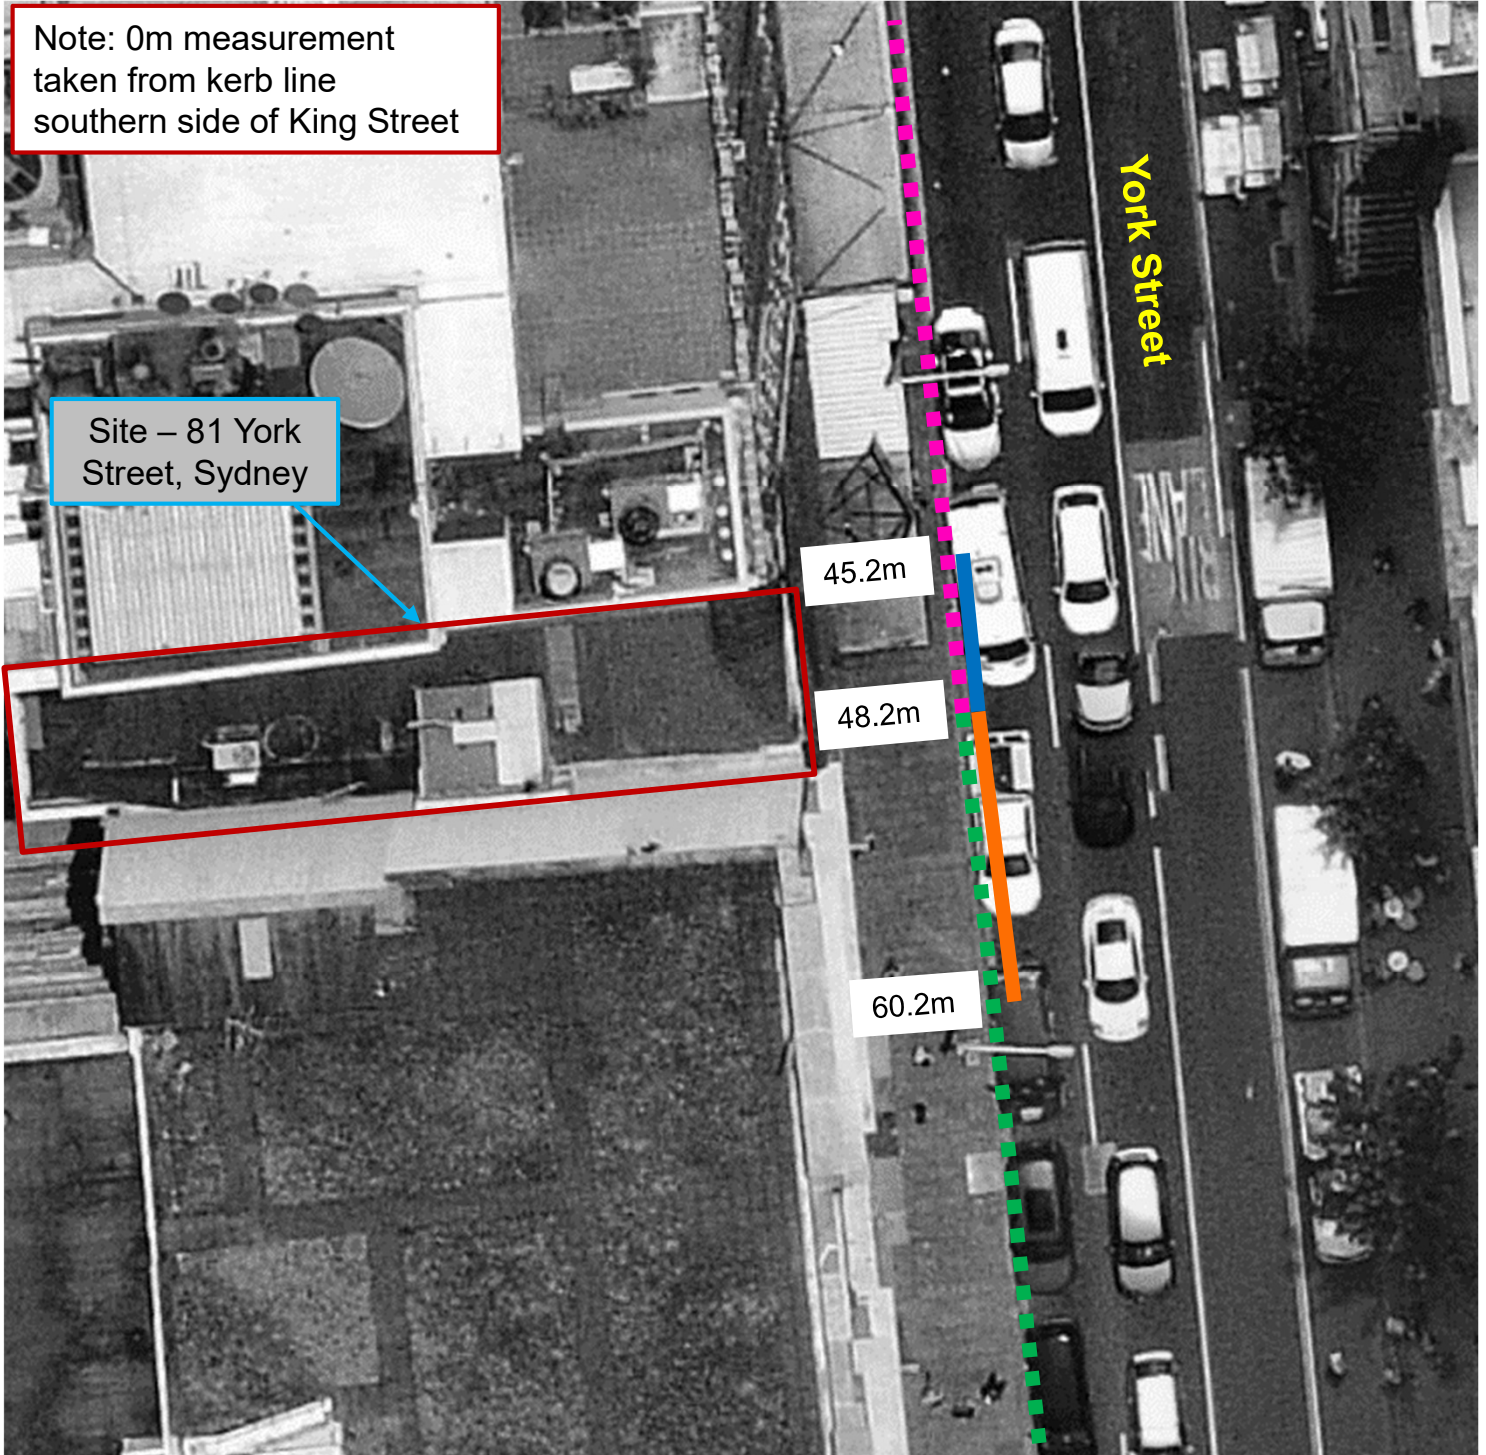 Note: 0m measurement
taken from kerb line
southern side of King Street
York Street
Site – 81 York
Street, Sydney
45.2m
48.2m
60.2m